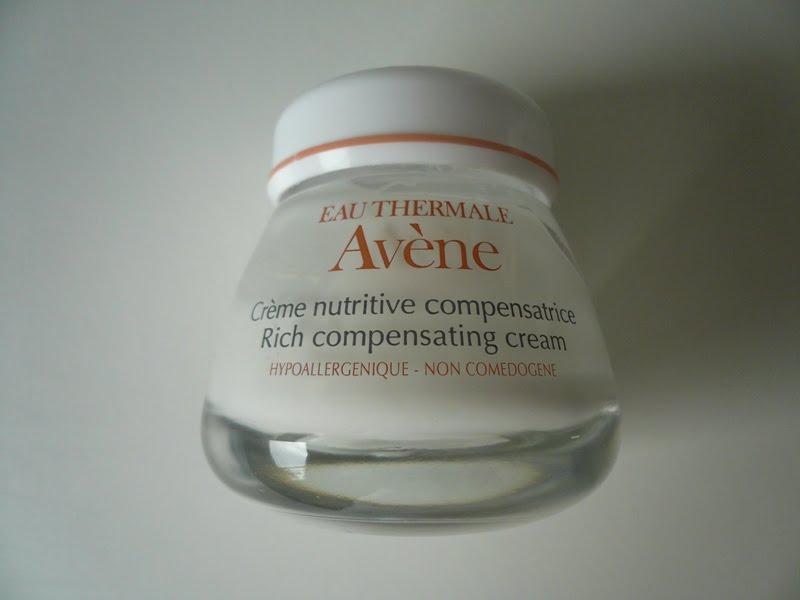 EAU THERMALE
Avène
Crème nutritive compensatrice
Rich compensating cream
HYPOALLERGENIQUE - NON COMEDOGENE